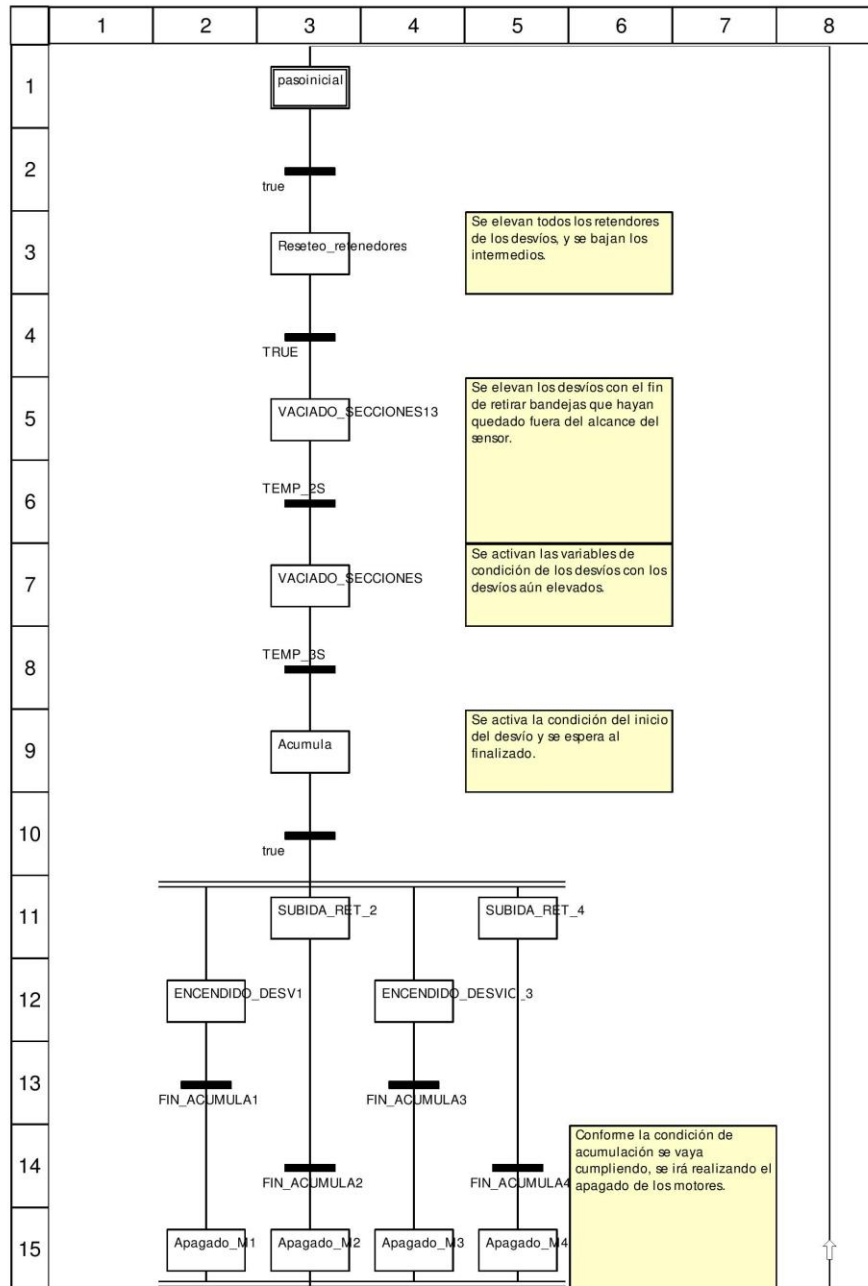 1 2 3 4 5 6 7 8
1
pasoinicial
2
true
3
Reseteo_retenedores
Se elevan todos los retendores
de los desvíos, y se bajan los
intermedios.
4
TRUE
5
VACIADO_SECCIONES13
Se elevan los desvíos con el fin
de retirar bandejas que hayan
quedado fuera del alcance del
sensor.
6
TEMP_2S
7
VACIADO_SECCIONES
Se activan las variables de
condición de los desvíos con los
desvíos aún elevados.
8
TEMP_3S
9
Acumula
Se activa la condición del inicio
del desvío y se espera al
finalizado.
10
true
11
SUBIDA_RET_2
SUBIDA_RET_4
12
ENCENDIDO_DESV1
ENCENDIDO_DESVIO_3
13
FIN_ACUMULA1
FIN_ACUMULA3
14
FIN_ACUMULA2
FIN_ACUMULA4
Conforme la condición de
acumulación se vaya
cumpliendo, se irá realizando el
apagado de los motores.
15
Apagado_M1
Apagado_M2
Apagado_M3
Apagado_M4